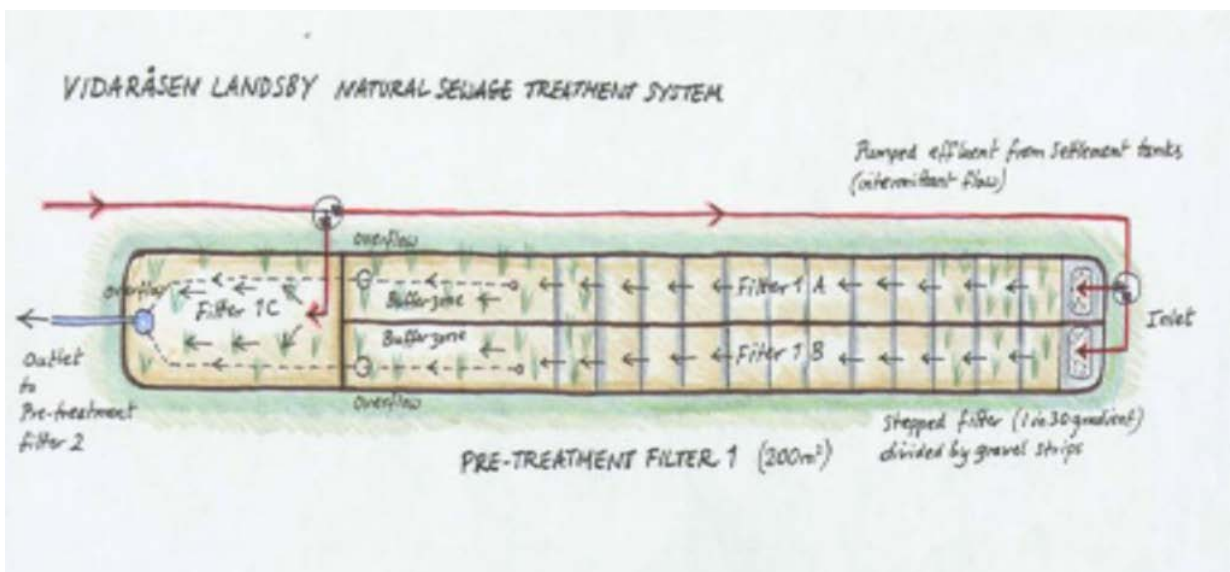 VIDARÅSEN LANDSBY NATURAL SEWAGE TREATMENT SYSTEM
Pumped effluent from settlement tanks
(intermittant flow)
overflow
overflow
Filter 1C
Bufferzone
Filter 1 A
Bufferzone
Filter 1 B
Inlet
Outlet
to
Pre-treatment
filter 2
overflow
Stepped filter (1 in 30 gradient)
divided by gravel strips
PRE-TREATMENT FILTER 1 (200m²)